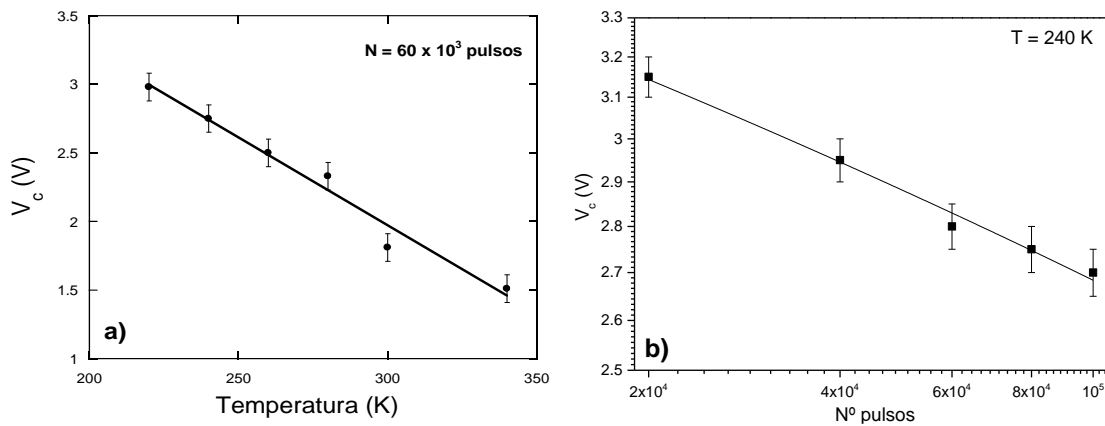 3.5
3
2.5
2
1.5
1
V_c (V)
N = 60 x 10³ pulsos
a)
200
250
300
350
Temperatura (K)
3.3
3.2
3.1
3
2.9
2.8
2.7
2.6
2.5
V_c (V)
T = 240 K
b)
2x10⁴
4x10⁴
6x10⁴
8x10⁴
10⁵
Nº pulsos